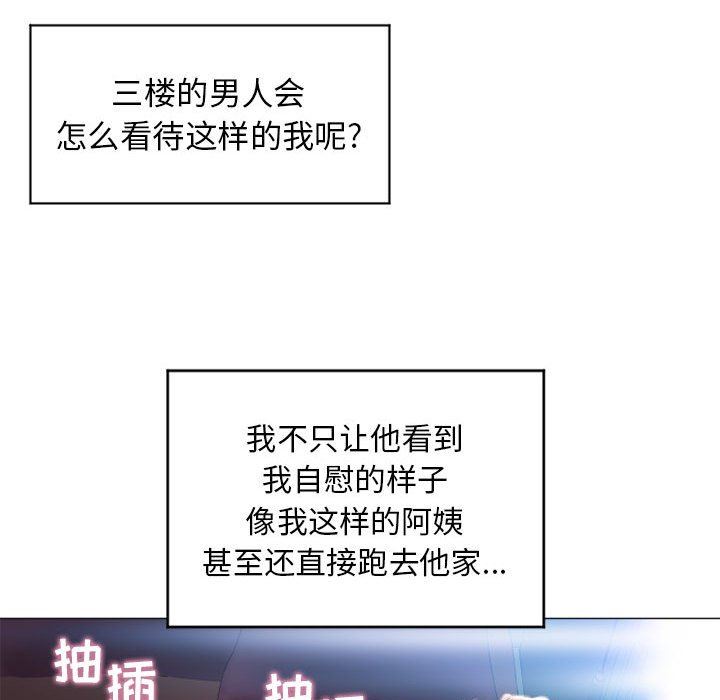 三楼的男人会
怎么看待这样的我呢?
我不只让他看到
我自慰的样子
像我这样的阿姨
甚至还直接跑去他家...
抽插
抽